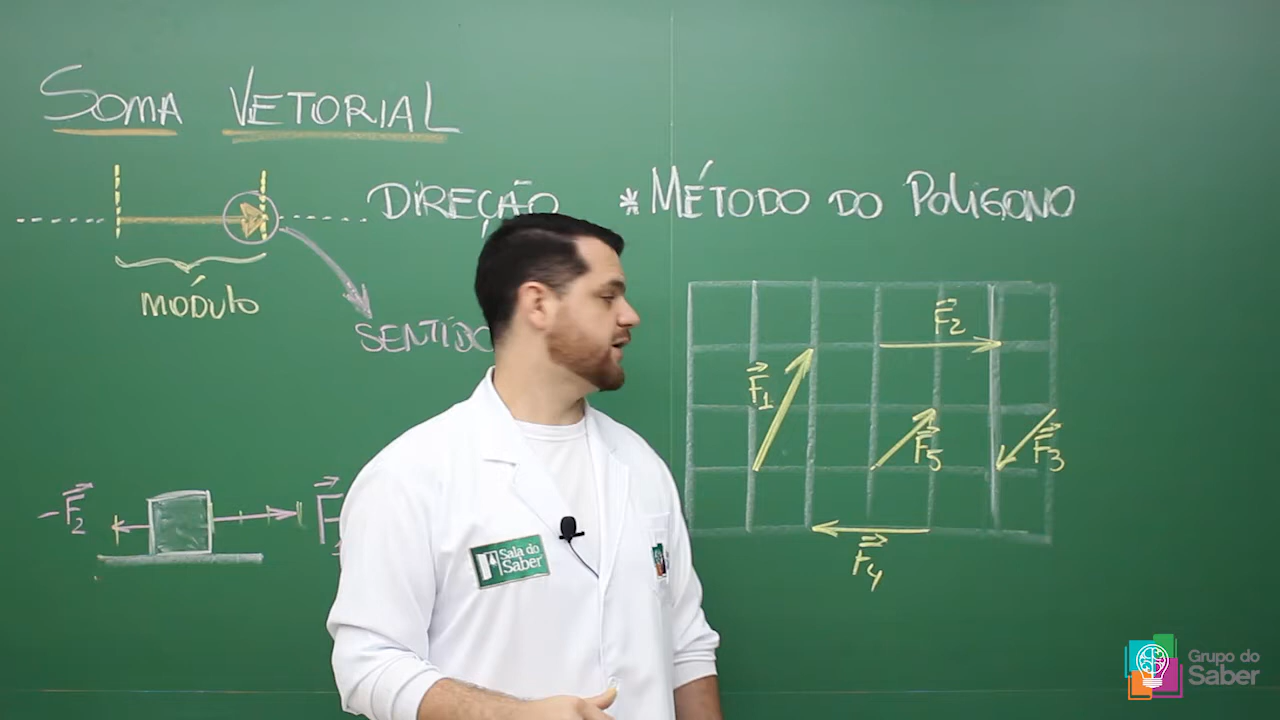 SOMA VETORIAL
DIREÇÃO
MÓDULO
SENTIDO
-F₂
* MÉTODO DO POLÍGONO
F₂
F₁
F₅
F₃
F₄
Sala do
Saber
Grupo do
Saber